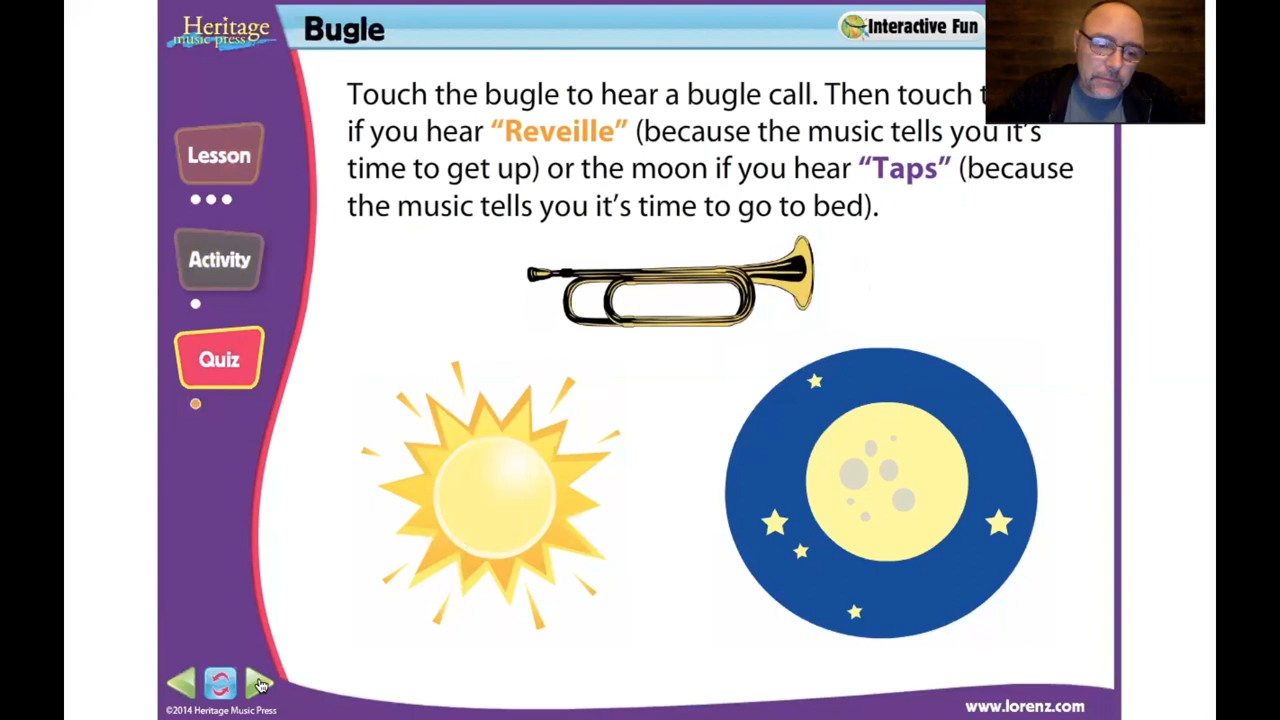 Heritage
music press
Bugle
Interactive Fun
Touch the bugle to hear a bugle call. Then touch
if you hear “Reveille” (because the music tells you it’s
time to get up) or the moon if you hear “Taps” (because
the music tells you it’s time to go to bed).
Lesson
Activity
Quiz
©2014 Heritage Music Press
www.lorenz.com